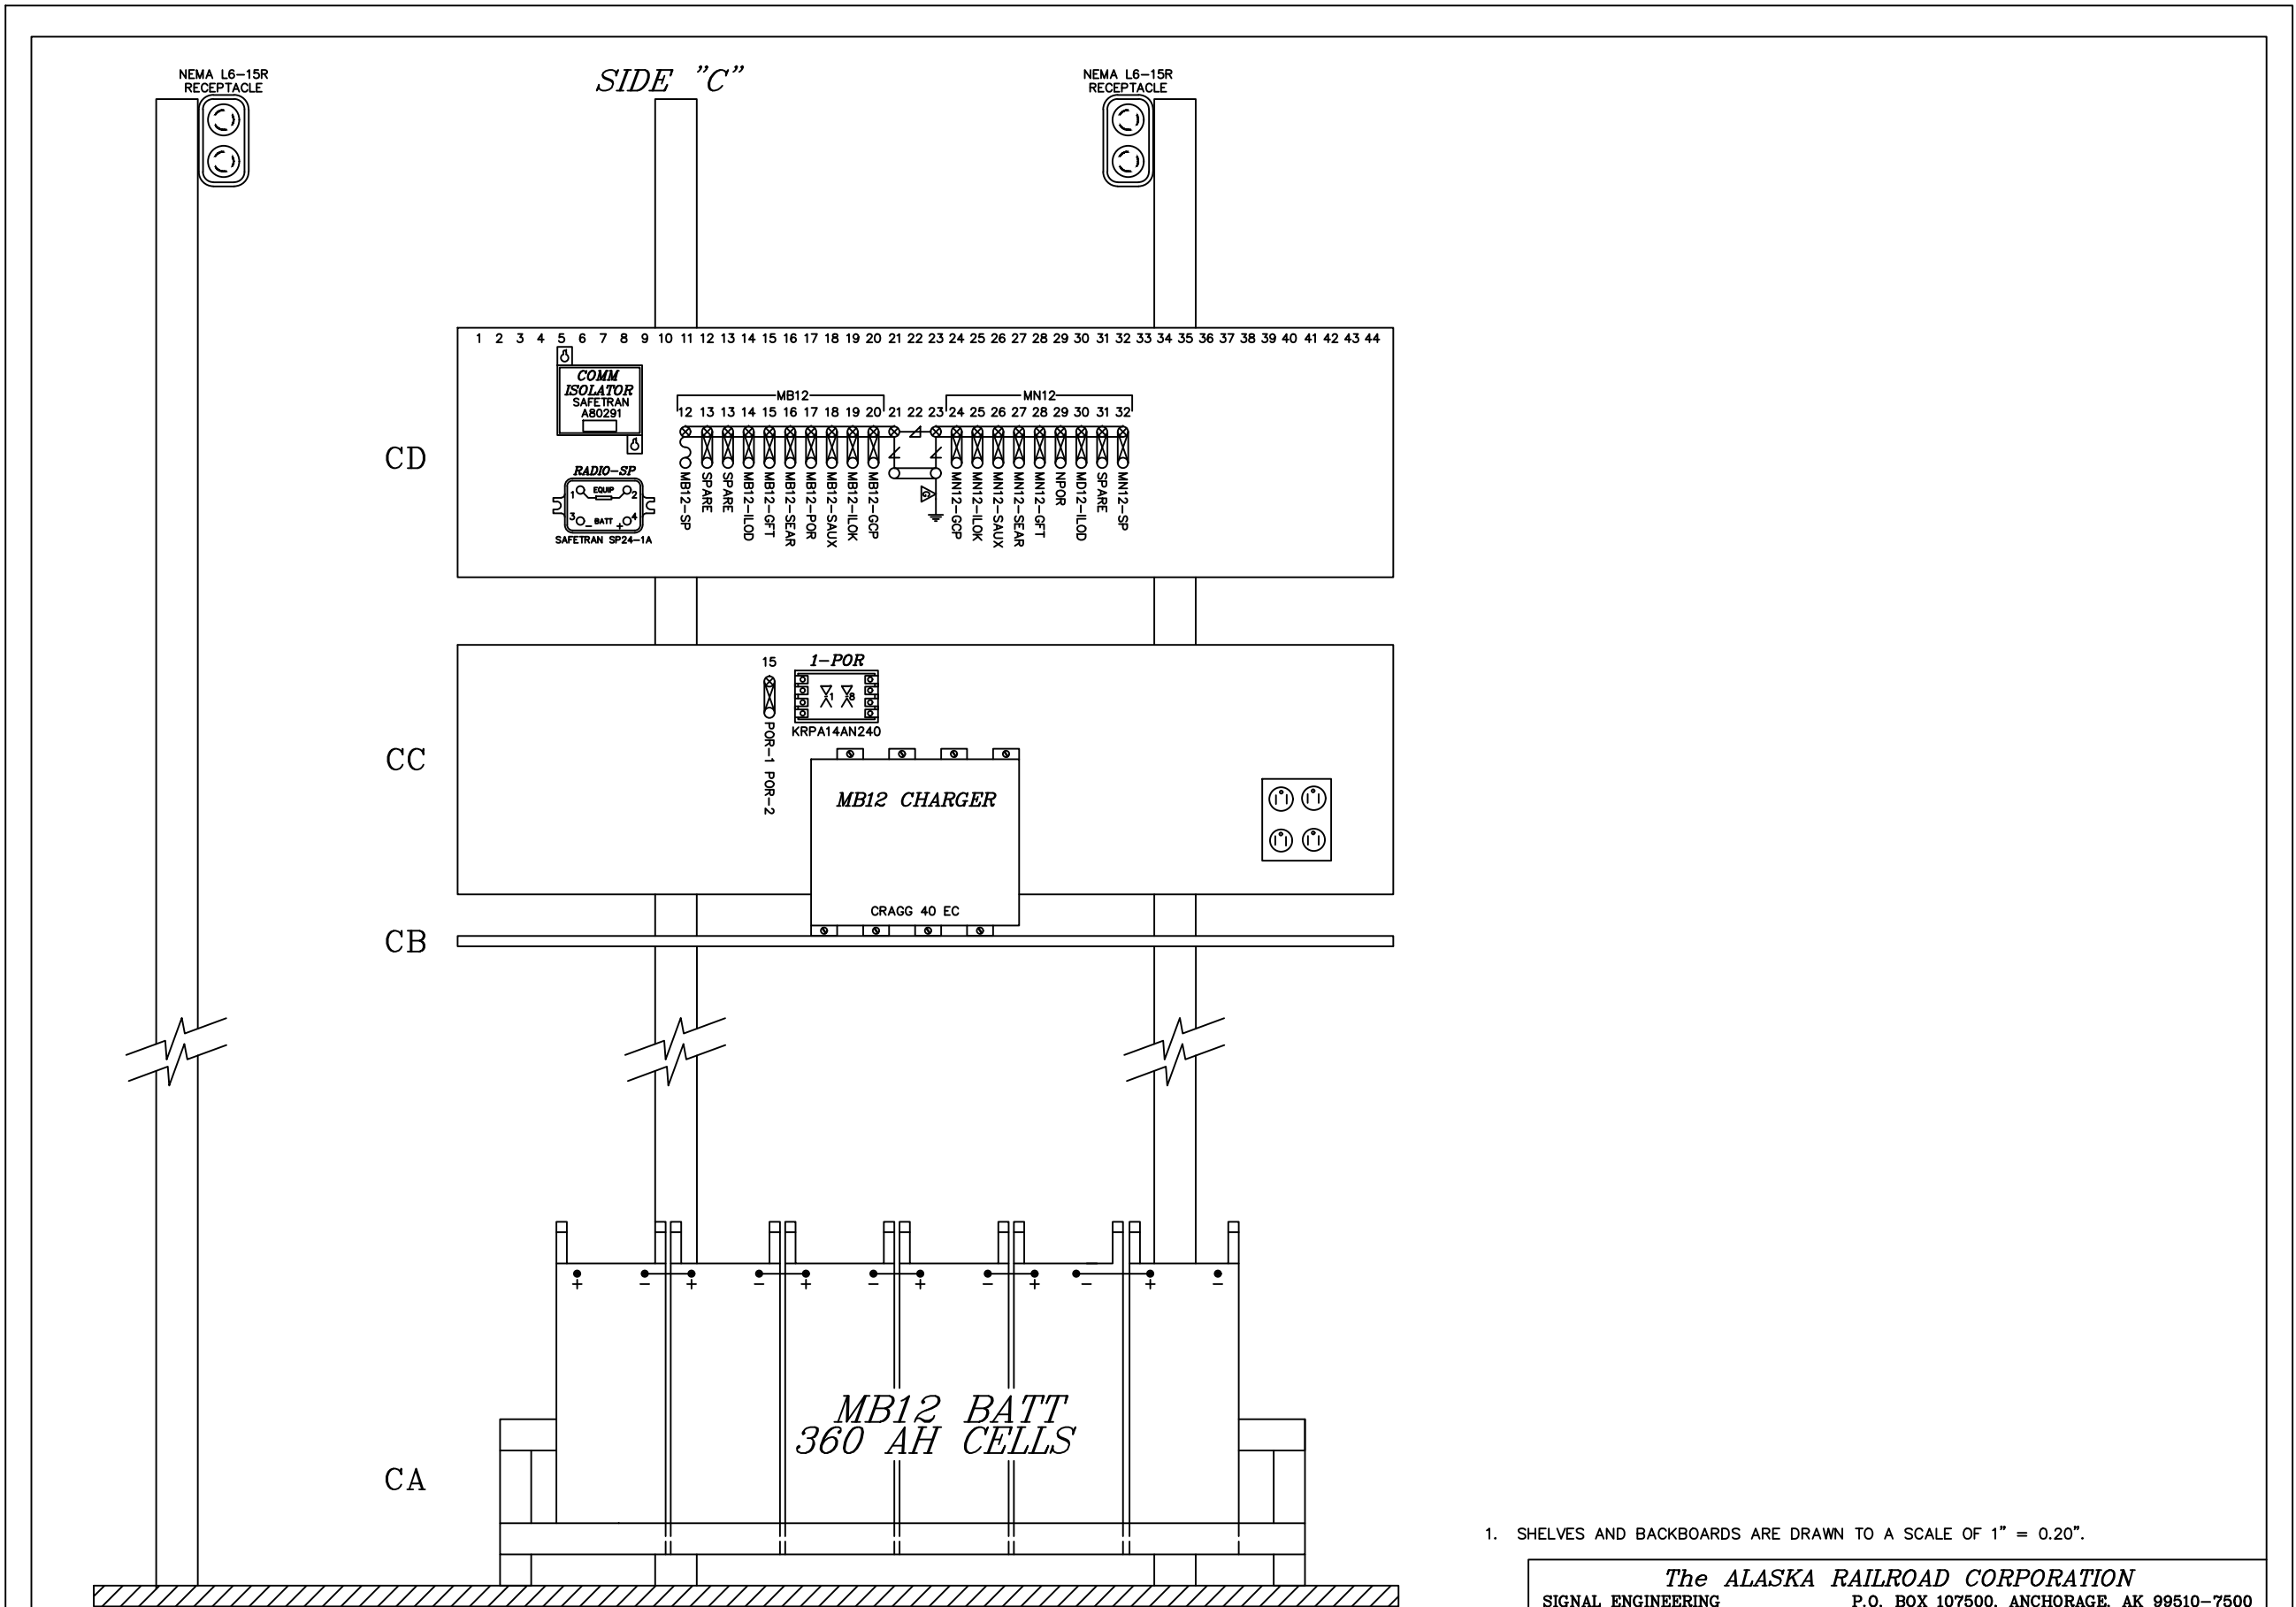 NEMA L6-15R
RECEPTACLE
SIDE "C"
NEMA L6-15R
RECEPTACLE
1 2 3 4 5 6 7 8 9 10 11 12 13 14 15 16 17 18 19 20 21 22 23 24 25 26 27 28 29 30 31 32 33 34 35 36 37 38 39 40 41 42 43 44
COMM
ISOLATOR
SAFETRAN
A80291
MB12
MN12
12 13 13 14 15 16 17 18 19 20 21 22 23 24 25 26 27 28 29 30 31 32
CD
RADIO-SP
1 EQUIP 2
3 - BATT + 4
SAFETRAN SP24-1A
MB12-SP
SPARE
SPARE
MB12-ILOD
MB12-GFT
MB12-SEAR
MB12-POR
MB12-SAUX
MB12-ILOK
MB12-GCP
G
MN12-GCP
MN12-ILOK
MN12-SAUX
MN12-SEAR
MN12-GFT
NPOR
MD12-ILOD
SPARE
MN12-SP
15
1-POR
1 8
KRPA14AN240
POR-1 POR-2
CC
MB12 CHARGER
CRAGG 40 EC
CB
+ - + - + - + - + - + -
MB12 BATT
360 AH CELLS
CA
1. SHELVES AND BACKBOARDS ARE DRAWN TO A SCALE OF 1" = 0.20".
The ALASKA RAILROAD CORPORATION
SIGNAL ENGINEERING P.O. BOX 107500, ANCHORAGE, AK 99510-7500